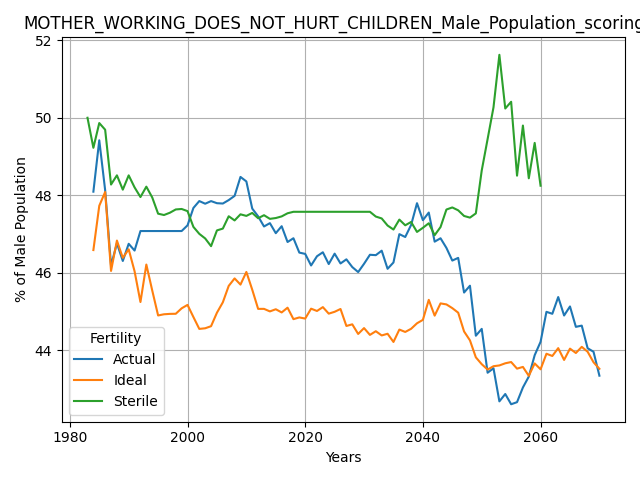 MOTHER_WORKING_DOES_NOT_HURT_CHILDREN_Male_Population_scoring
% of Male Population
52
50
48
46
44
1980
2000
2020
2040
2060
Years
Fertility
Actual
Ideal
Sterile